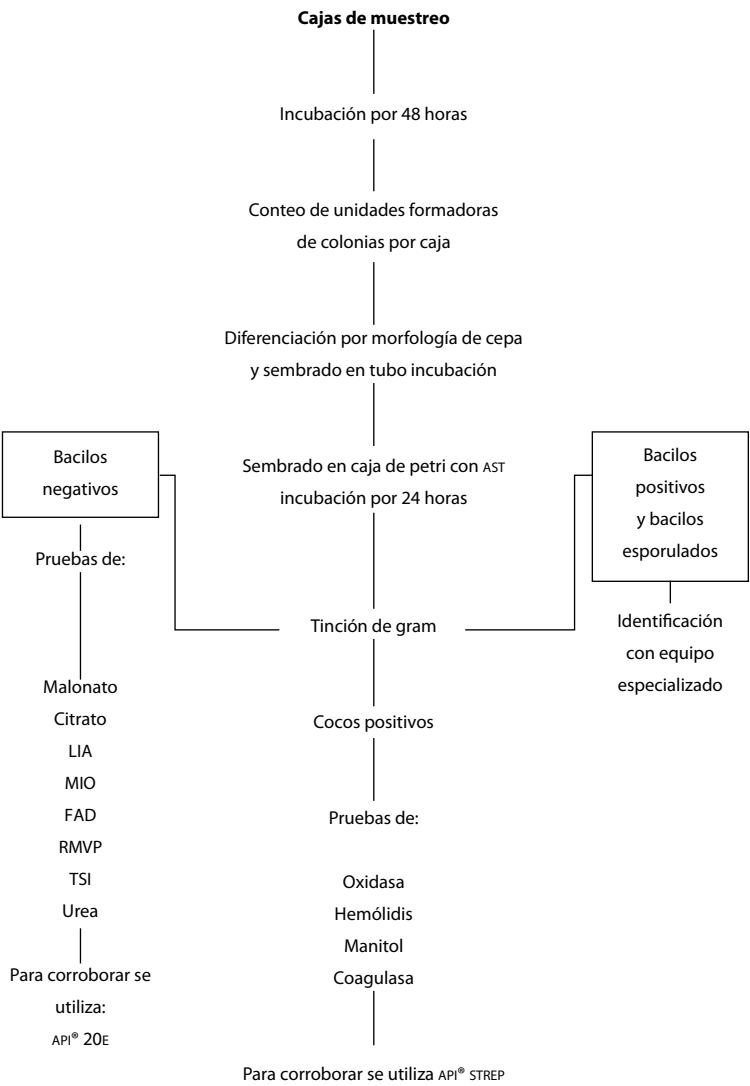 Cajas de muestreo
Incubación por 48 horas
Conteo de unidades formadoras
de colonias por caja
Diferenciación por morfología de cepa
y sembrado en tubo incubación
Sembrado en caja de petri con AST
incubación por 24 horas
Tinción de gram
Bacilos
negativos
Pruebas de:
Malonato
Citrato
LIA
MIO
FAD
RMVP
TSI
Urea
Para corroborar se
utiliza:
API® 20E
Cocos positivos
Pruebas de:
Oxidasa
Hemólidis
Manitol
Coagulasa
Para corroborar se utiliza API® STREP
Bacilos
positivos
y bacilos
esporulados
Identificación
con equipo
especializado